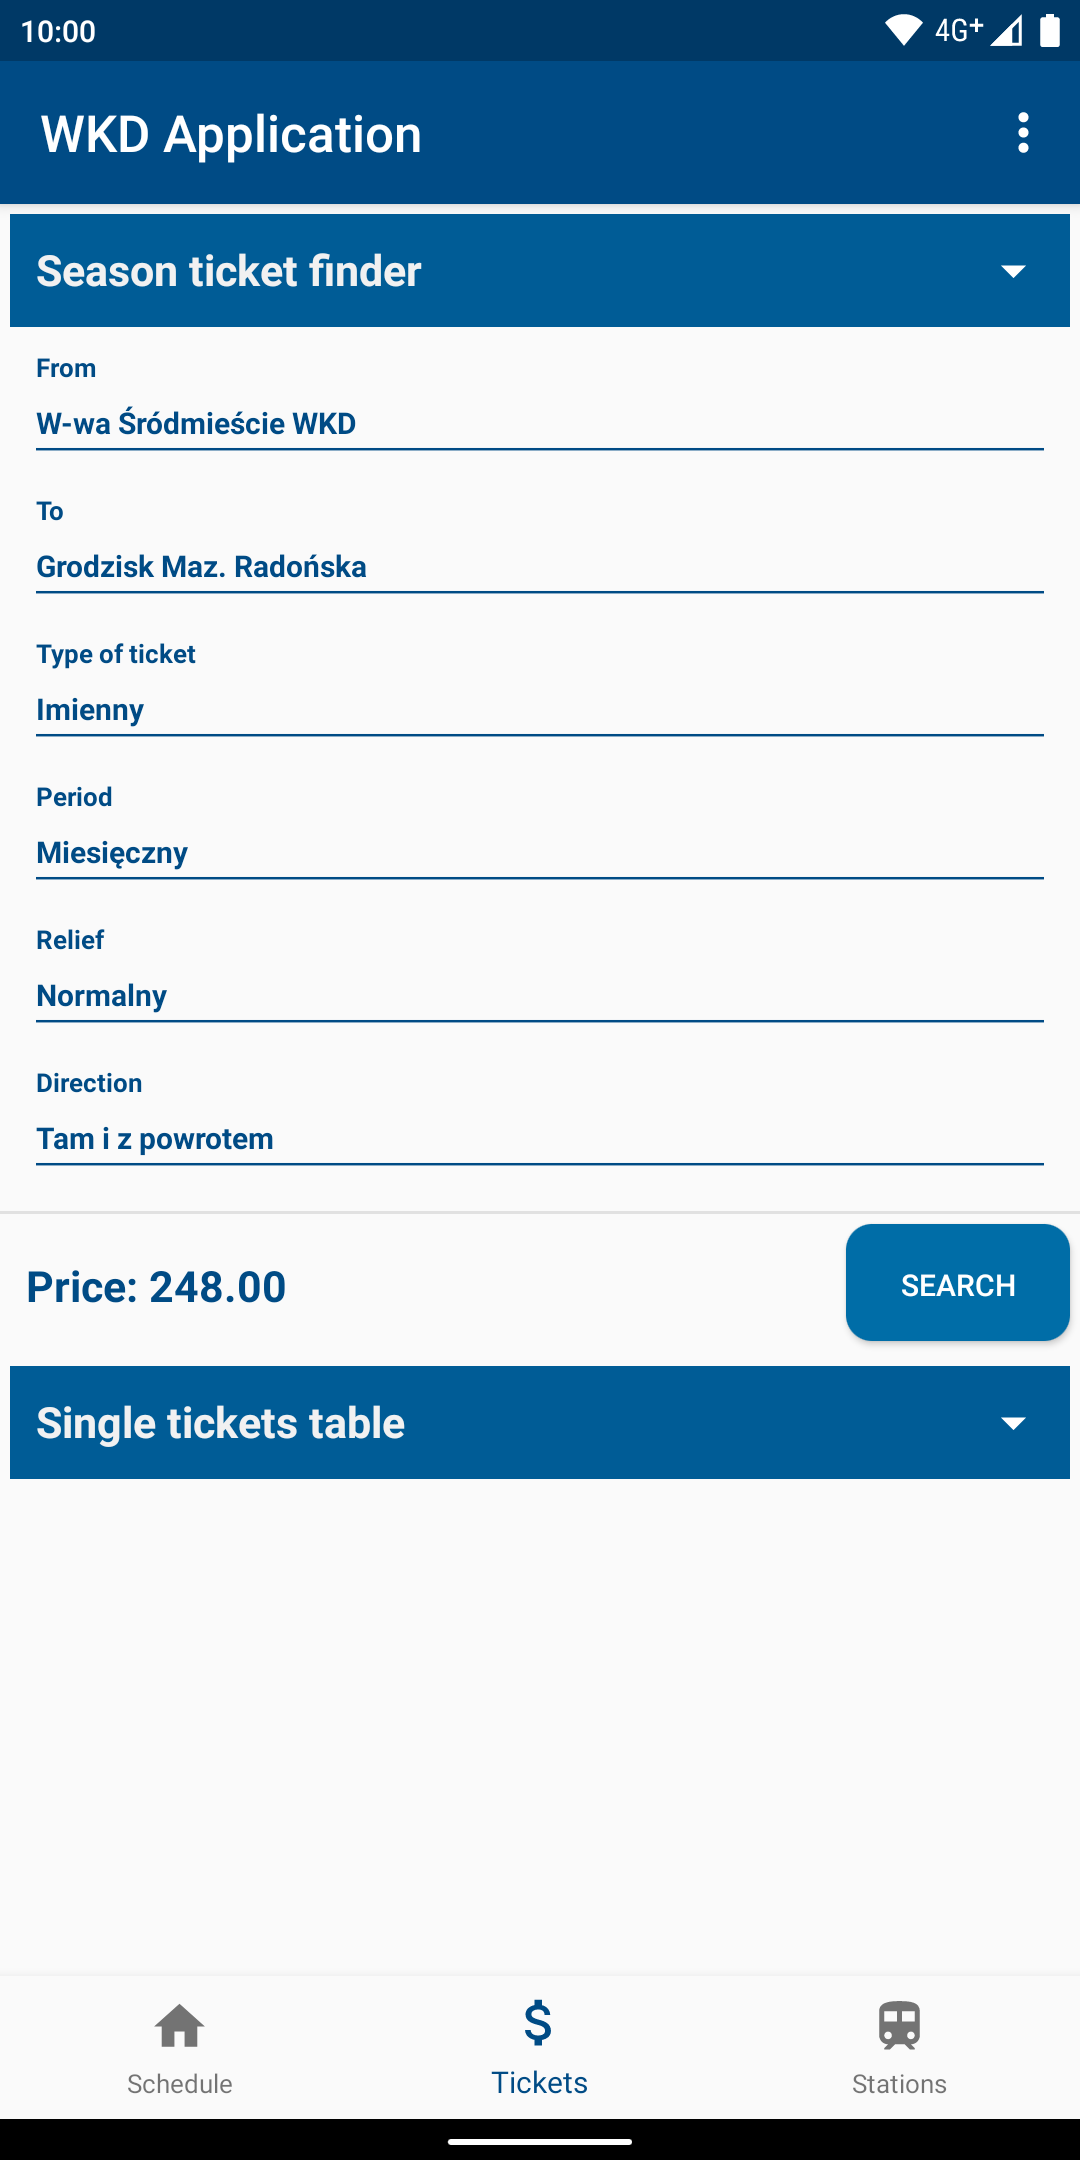 10:00
4G+
WKD Application
Season ticket finder
From
W-wa Śródmieście WKD
To
Grodzisk Maz. Radońska
Type of ticket
Imienny
Period
Miesięczny
Relief
Normalny
Direction
Tam i z powrotem
Price: 248.00
SEARCH
Single tickets table
Schedule
Tickets
Stations